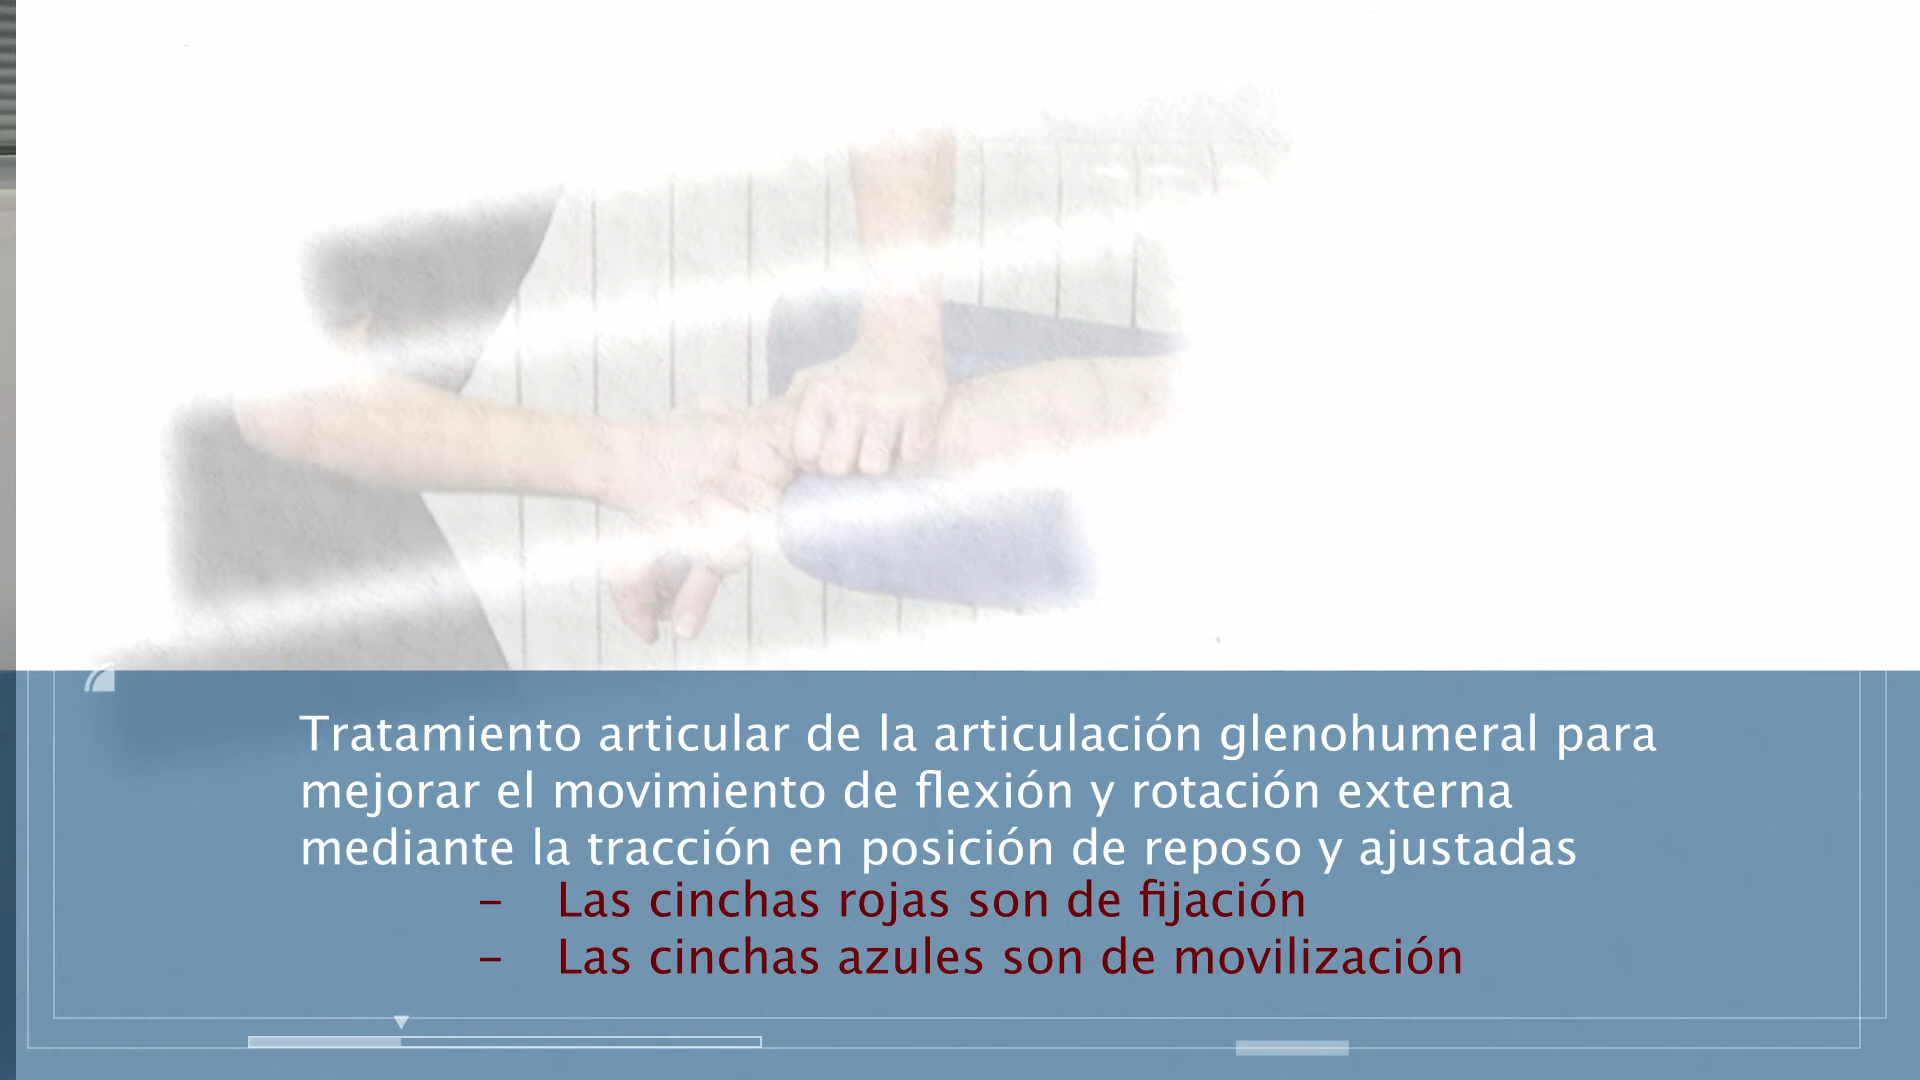 Tratamiento articular de la articulación glenohumeral para
mejorar el movimiento de flexión y rotación externa
mediante la tracción en posición de reposo y ajustadas
– Las cinchas rojas son de fijación
– Las cinchas azules son de movilización